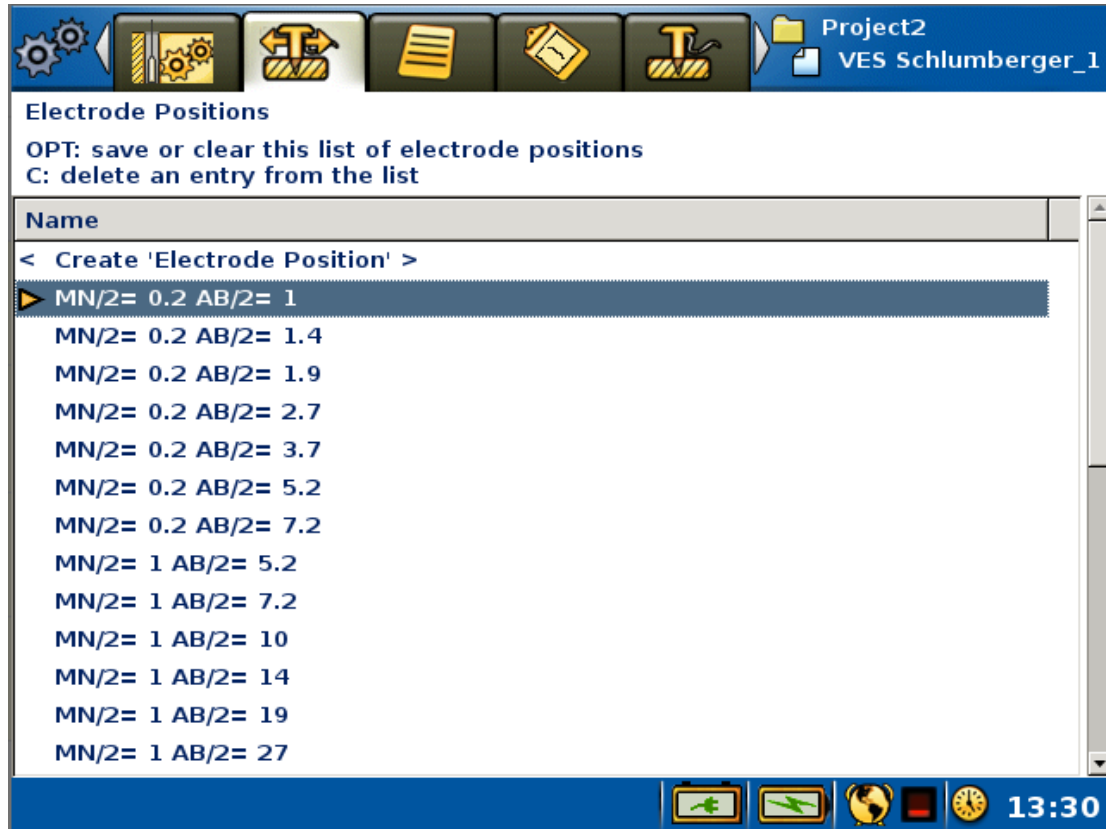 Project2
VES Schlumberger_1
Electrode Positions
OPT: save or clear this list of electrode positions
C: delete an entry from the list
Name
< Create 'Electrode Position' >
MN/2= 0.2 AB/2= 1
MN/2= 0.2 AB/2= 1.4
MN/2= 0.2 AB/2= 1.9
MN/2= 0.2 AB/2= 2.7
MN/2= 0.2 AB/2= 3.7
MN/2= 0.2 AB/2= 5.2
MN/2= 0.2 AB/2= 7.2
MN/2= 1 AB/2= 5.2
MN/2= 1 AB/2= 7.2
MN/2= 1 AB/2= 10
MN/2= 1 AB/2= 14
MN/2= 1 AB/2= 19
MN/2= 1 AB/2= 27
13:30